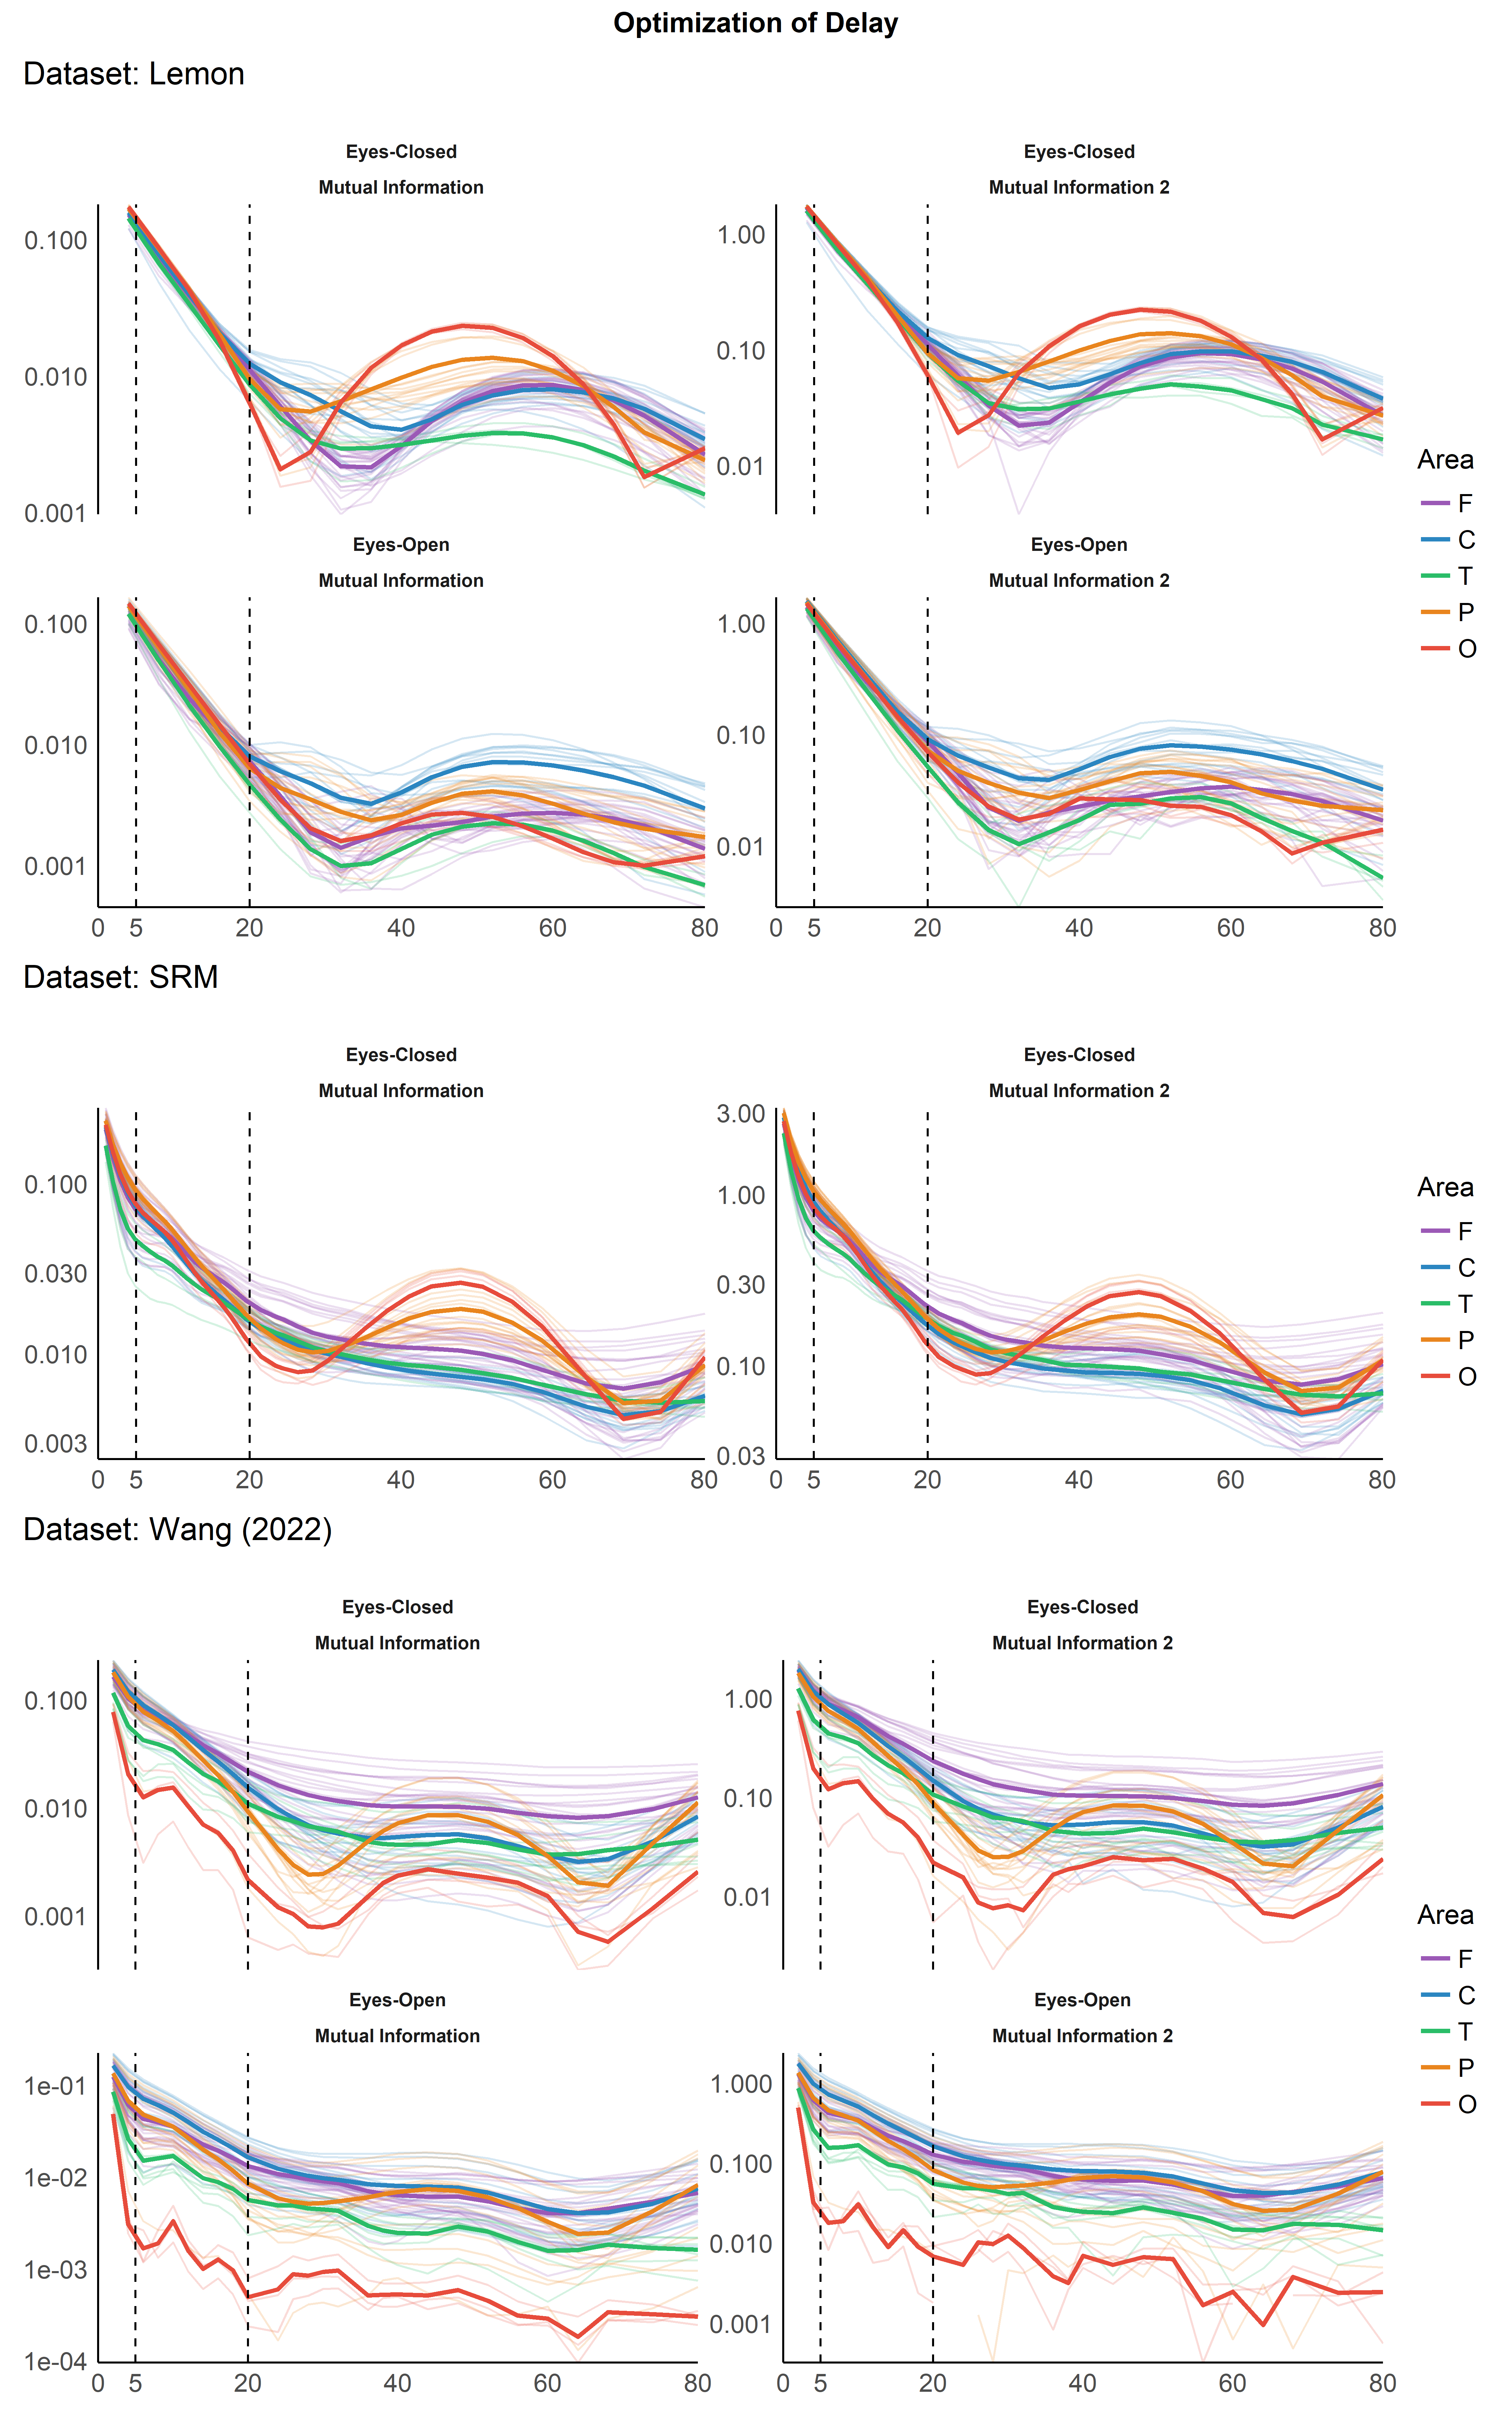 Optimization of Delay
Dataset: Lemon
Eyes-Closed
Mutual Information
0.100
0.010
0.001
Eyes-Closed
Mutual Information 2
1.00
0.10
0.01
Eyes-Open
Mutual Information
0.100
0.010
0.001
0 5 20 40 60 80
Eyes-Open
Mutual Information 2
1.00
0.10
0.01
0 5 20 40 60 80
Area
F
C
T
P
O
Dataset: SRM
Eyes-Closed
Mutual Information
0.100
0.030
0.010
0.003
0 5 20 40 60 80
Eyes-Closed
Mutual Information 2
3.00
1.00
0.30
0.10
0.03
0 5 20 40 60 80
Area
F
C
T
P
O
Dataset: Wang (2022)
Eyes-Closed
Mutual Information
0.100
0.010
0.001
Eyes-Closed
Mutual Information 2
1.00
0.10
0.01
Eyes-Open
Mutual Information
1e-01
1e-02
1e-03
1e-04
0 5 20 40 60 80
Eyes-Open
Mutual Information 2
1.000
0.100
0.010
0.001
0 5 20 40 60 80
Area
F
C
T
P
O